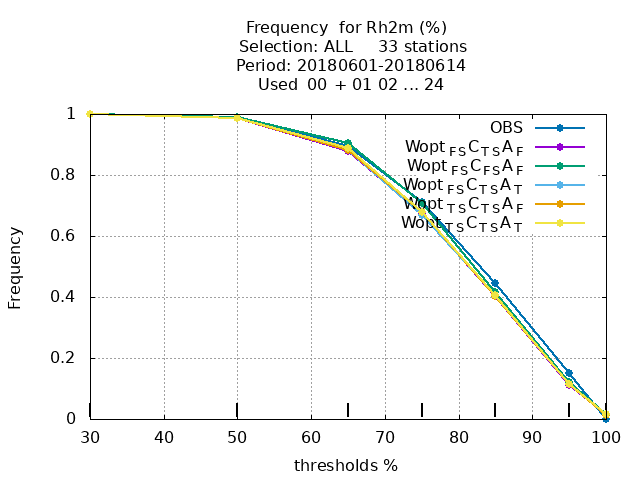 Frequency for Rh2m (%)
Selection: ALL 33 stations
Period: 20180601-20180614
Used 00 + 01 02 ... 24
OBS
Wopt FS C TS A F
Wopt FS C FS A F
Wopt FS C TS A T
Wopt TS C TS A F
Wopt TS C TS A T
1
0.8
0.6
0.4
0.2
0
Frequency
30 40 50 60 70 80 90 100
thresholds %